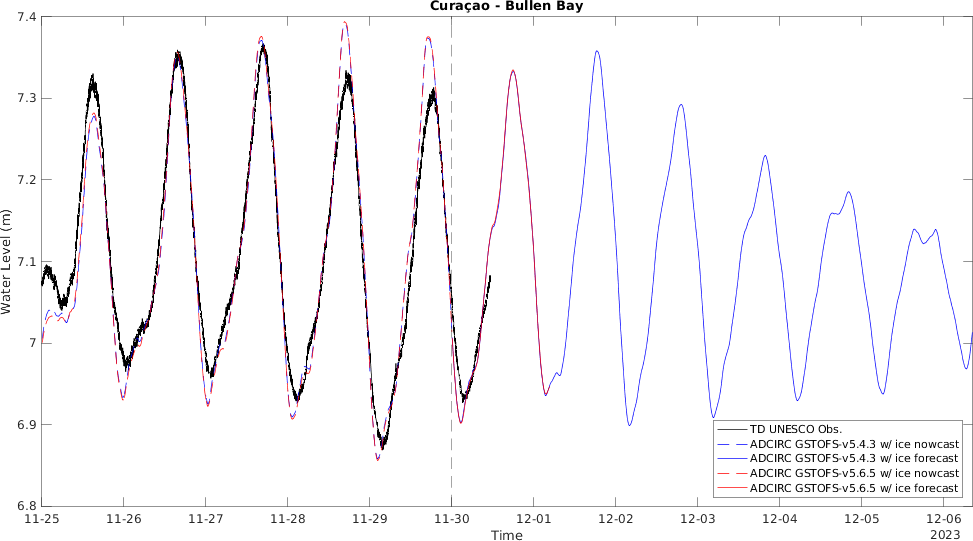 Curaçao - Bullen Bay
Water Level (m)
7.4
7.3
7.2
7.1
7
6.9
6.8
11-25 11-26 11-27 11-28 11-29 11-30 12-01 12-02 12-03 12-04 12-05 12-06
Time
2023
TD UNESCO Obs.
ADCIRC GSTOFS-v5.4.3 w/ ice nowcast
ADCIRC GSTOFS-v5.4.3 w/ ice forecast
ADCIRC GSTOFS-v5.6.5 w/ ice nowcast
ADCIRC GSTOFS-v5.6.5 w/ ice forecast